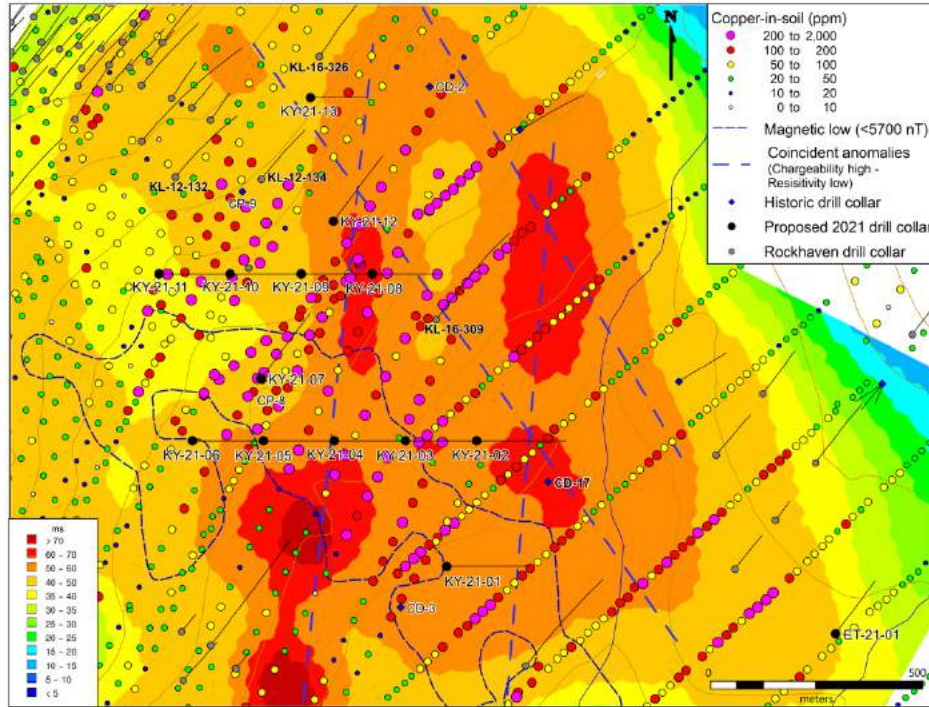 Copper-in-soil (ppm)
200 to 2,000
100 to 200
50 to 100
20 to 50
10 to 20
0 to 10
Magnetic low (<5700 nT)
Coincident anomalies
(Chargeability high -
Resisitivity low)
Historic drill collar
Proposed 2021 drill collar
Rockhaven drill collar
N
KL-16-326
CD-2
KY-21-13
KL-12-132
KL-12-134
CP-9
KY-21-12
KY-21-11
KY-21-10
KY-21-09
KY-21-08
KL-16-309
KY-21-07
CP-8
KY-21-06
KY-21-05
KY-21-04
KY-21-03
KY-21-02
CD-17
KY-21-01
CD-3
ET-21-01
ms
> 70
60 - 70
50 - 60
40 - 50
35 - 40
30 - 35
25 - 30
20 - 25
15 - 20
10 - 15
5 - 10
< 5
0
500
meters